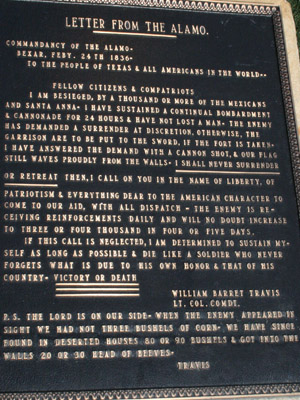 LETTER FROM THE ALAMO.
COMMANDANCY OF THE ALAMO-
BEXAR, FEBY. 24TH 1836-
TO THE PEOPLE OF TEXAS & ALL AMERICANS IN THE WORLD--
FELLOW CITIZENS & COMPATRIOTS
I AM BESIEGED, BY A THOUSAND OR MORE OF THE MEXICANS
AND SANTA ANNA- I HAVE SUSTAINED A CONTINUAL BOMBARDMENT
& CANNONADE FOR 24 HOURS & HAVE NOT LOST A MAN- THE ENEMY
HAS DEMANDED A SURRENDER AT DISCRETION, OTHERWISE, THE
GARRISON ARE TO BE PUT TO THE SWORD, IF THE FORT IS TAKEN-
I HAVE ANSWERED THE DEMAND WITH A CANNON SHOT, & OUR FLAG
STILL WAVES PROUDLY FROM THE WALLS- I SHALL NEVER SURRENDER
OR RETREAT THEN, I CALL ON YOU IN THE NAME OF LIBERTY, OF
PATRIOTISM & EVERYTHING DEAR TO THE AMERICAN CHARACTER TO
COME TO OUR AID, WITH ALL DISPATCH- THE ENEMY IS RE-
CEIVING REINFORCEMENTS DAILY AND WILL NO DOUBT INCREASE
TO THREE OR FOUR THOUSAND IN FOUR OR FIVE DAYS.
IF THIS CALL IS NEGLECTED, I AM DETERMINED TO SUSTAIN MY-
SELF AS LONG AS POSSIBLE & DIE LIKE A SOLDIER WHO NEVER
FORGETS WHAT IS DUE TO HIS OWN HONOR & THAT OF HIS
COUNTRY- VICTORY OR DEATH
WILLIAM BARRET TRAVIS
LT. COL. COMDT.
P.S. THE LORD IS ON OUR SIDE- WHEN THE ENEMY APPEARED IN
SIGHT WE HAD NOT THREE BUSHELS OF CORN- WE HAVE SINCE
FOUND IN DESERTED HOUSES 80 OR 90 BUSHELS & GOT INTO THE
WALLS 20 OR 30 HEAD OF BEEVES-
TRAVIS